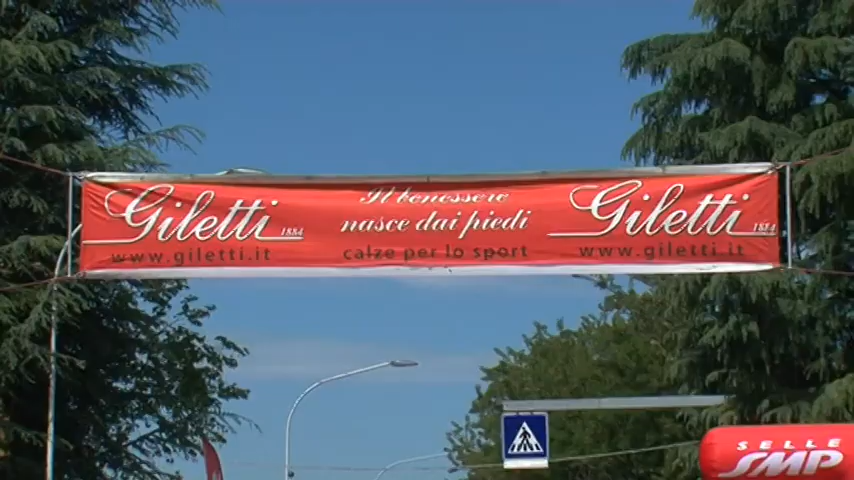 Giletti 1884
www.giletti.it
Il benessere
nasce dai piedi
calze per lo sport
Giletti 1884
www.giletti.it
SELLE
SMP